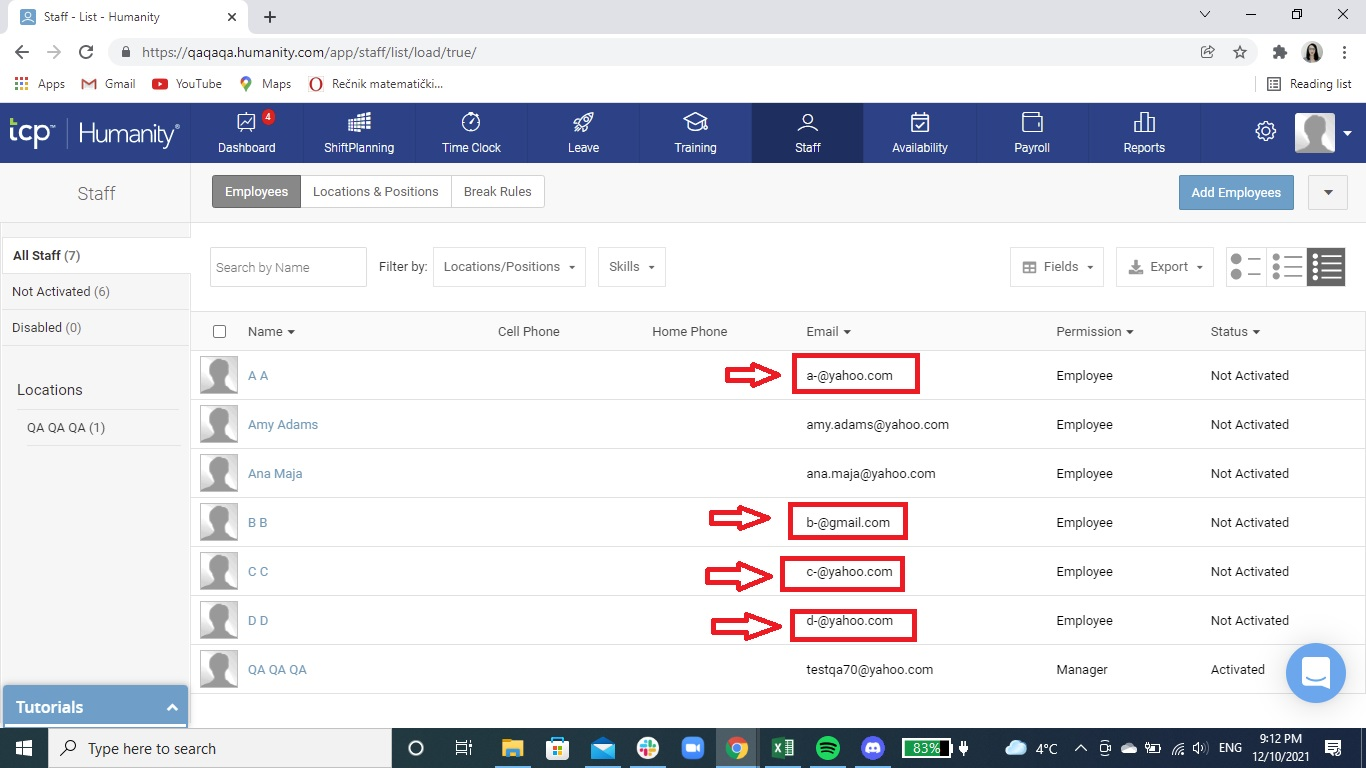 Staff - List - Humanity
https://qaqaqa.humanity.com/app/staff/list/load/true/
Apps Gmail YouTube Maps Rečnik matematički... Reading list
tcp™ Humanity® Dashboard 4 ShiftPlanning Time Clock Leave Training Staff Availability Payroll Reports
Staff Employees Locations & Positions Break Rules Add Employees
All Staff (7)
Not Activated (6)
Disabled (0)
Locations
QA QA QA (1)
Search by Name Filter by: Locations/Positions Skills Fields Export
Name Cell Phone Home Phone Email Permission Status
A A a-@yahoo.com Employee Not Activated
Amy Adams amy.adams@yahoo.com Employee Not Activated
Ana Maja ana.maja@yahoo.com Employee Not Activated
B B b-@gmail.com Employee Not Activated
C C c-@yahoo.com Employee Not Activated
D D d-@yahoo.com Employee Not Activated
QA QA QA testqa70@yahoo.com Manager Activated
Tutorials
Type here to search 83% 4°C ENG 9:12 PM
12/10/2021